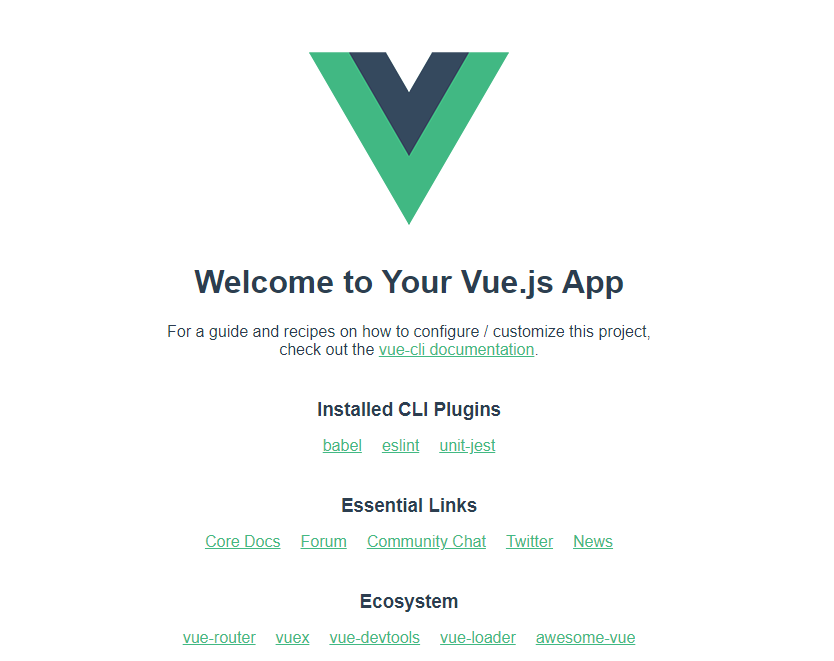 Welcome to Your Vue.js App
For a guide and recipes on how to configure / customize this project,
check out the vue-cli documentation.
Installed CLI Plugins
babel eslint unit-jest
Essential Links
Core Docs Forum Community Chat Twitter News
Ecosystem
vue-router vuex vue-devtools vue-loader awesome-vue